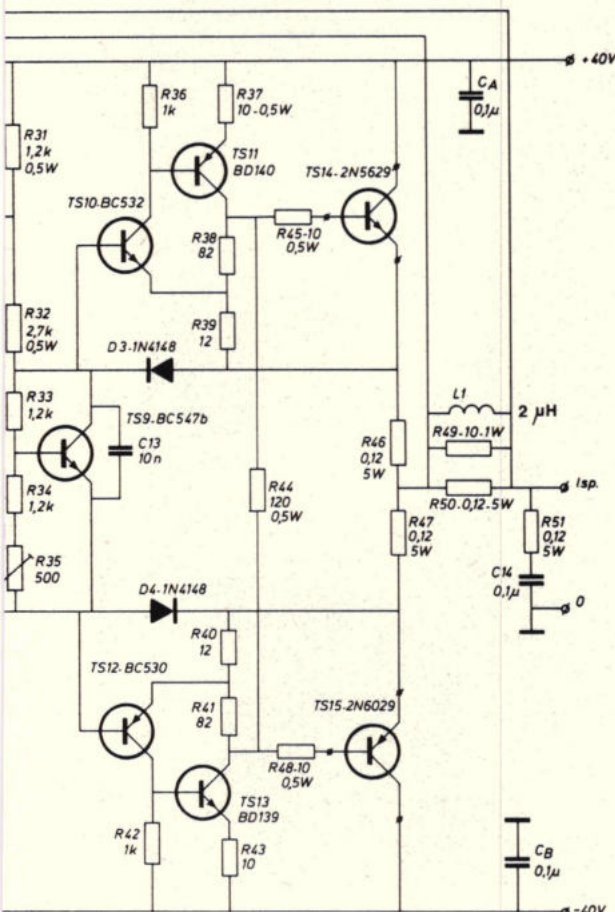 +40V
R36
1k
R37
10-0,5W
CA
0,1µ
R31
1,2k
0,5W
TS11
BD140
TS14-2N5629
TS10-BC532
R38
82
R45-10
0,5W
R32
2,7k
0,5W
R39
12
D3-1N4148
L1
2 µH
R33
1,2k
TS9-BC547b
C13
10n
R46
0,12
5W
R49-10-1W
R44
120
0,5W
lsp.
R50-0,12-5W
R34
1,2k
R47
0,12
5W
R51
0,12
5W
R35
500
C14
0,1µ
D4-1N4148
0
R40
12
TS12-BC530
R41
82
TS15-2N6029
R48-10
0,5W
TS13
BD139
R42
1k
R43
10
CB
0,1µ
-40V